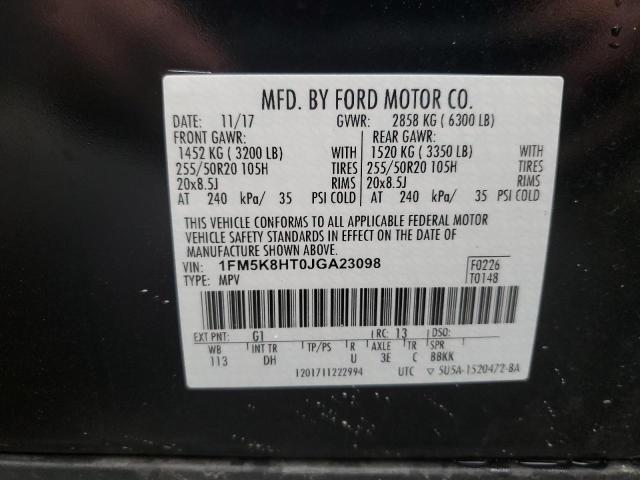 MFD. BY FORD MOTOR CO.
DATE: 11/17 GVWR: 2858 KG ( 6300 LB)
FRONT GAWR: REAR GAWR:
1452 KG ( 3200 LB) WITH 1520 KG ( 3350 LB) WITH
255/50R20 105H TIRES 255/50R20 105H TIRES
20x8.5J RIMS 20x8.5J RIMS
AT 240 kPa/ 35 PSI COLD AT 240 kPa/ 35 PSI COLD
THIS VEHICLE CONFORMS TO ALL APPLICABLE FEDERAL MOTOR
VEHICLE SAFETY STANDARDS IN EFFECT ON THE DATE OF
MANUFACTURE SHOWN ABOVE.
VIN: 1FM5K8HT0JGA23098 F0226
TYPE: MPV T0148
EXT PNT: G1 RC: 13 DSO:
WB INT TR TP/PS R AXLE TR SPR
113 DH U 3E C BBKK
1201711222994 UTC ▽ 5U5A-1520472-BA